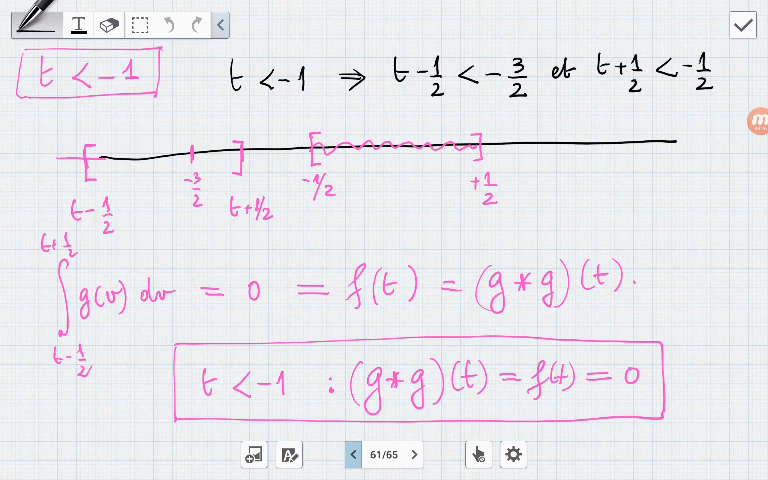 t < -1
t < -1 ⇒ t - 1/2 < - 3/2 et t + 1/2 < - 1/2
t - 1/2 -3/2 t + 1/2 -1/2 +1/2
∫_{t - 1/2}^{t + 1/2} g(v) dv = 0 = f(t) = (g * g)(t).
t < -1 : (g * g)(t) = f(t) = 0
61/65